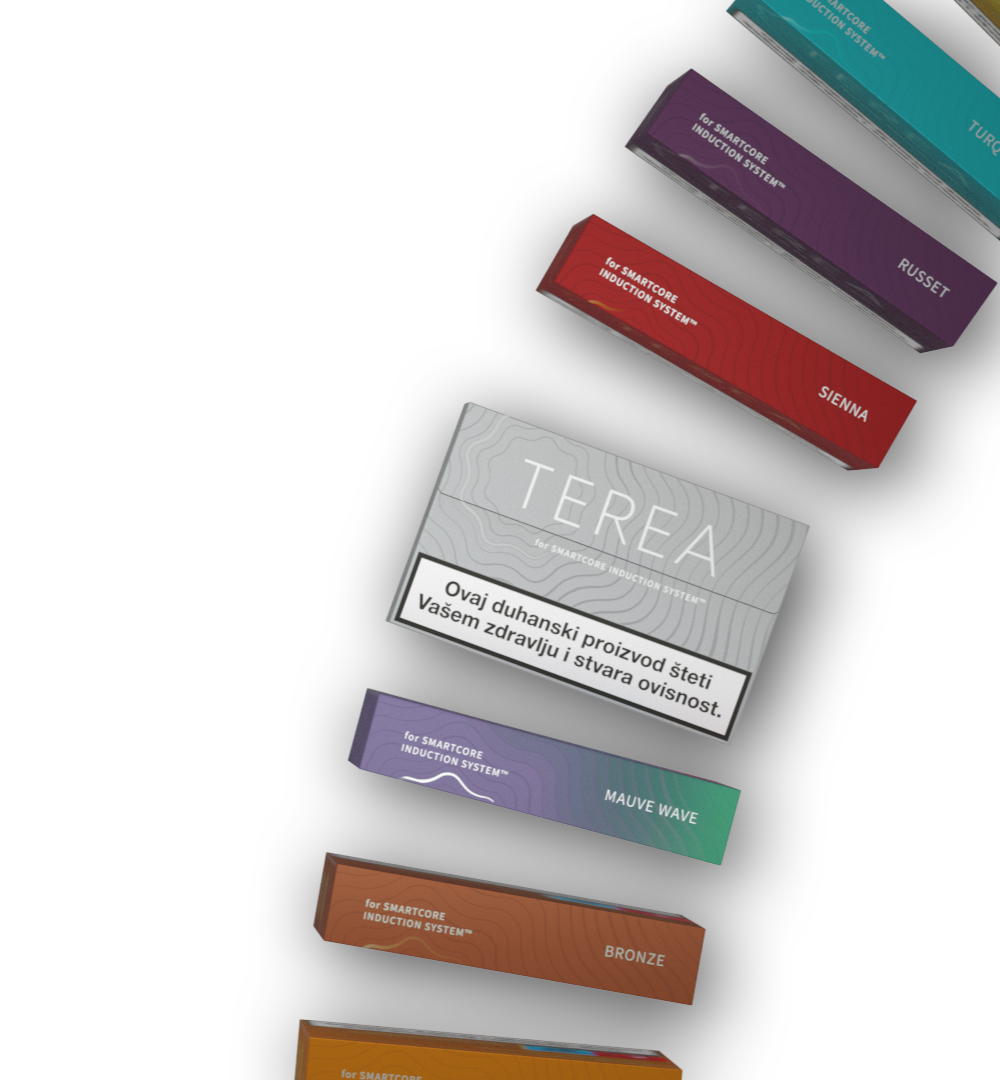 SMARTCORE
INDUCTION SYSTEM™
for SMARTCORE
INDUCTION SYSTEM™
RUSSET
for SMARTCORE
INDUCTION SYSTEM™
SIENNA
TEREA
for SMARTCORE INDUCTION SYSTEM™
Ovaj duhanski proizvod šteti
Vašem zdravlju i stvara ovisnost.
for SMARTCORE
INDUCTION SYSTEM™
MAUVE WAVE
for SMARTCORE
INDUCTION SYSTEM™
BRONZE
for SMARTCORE